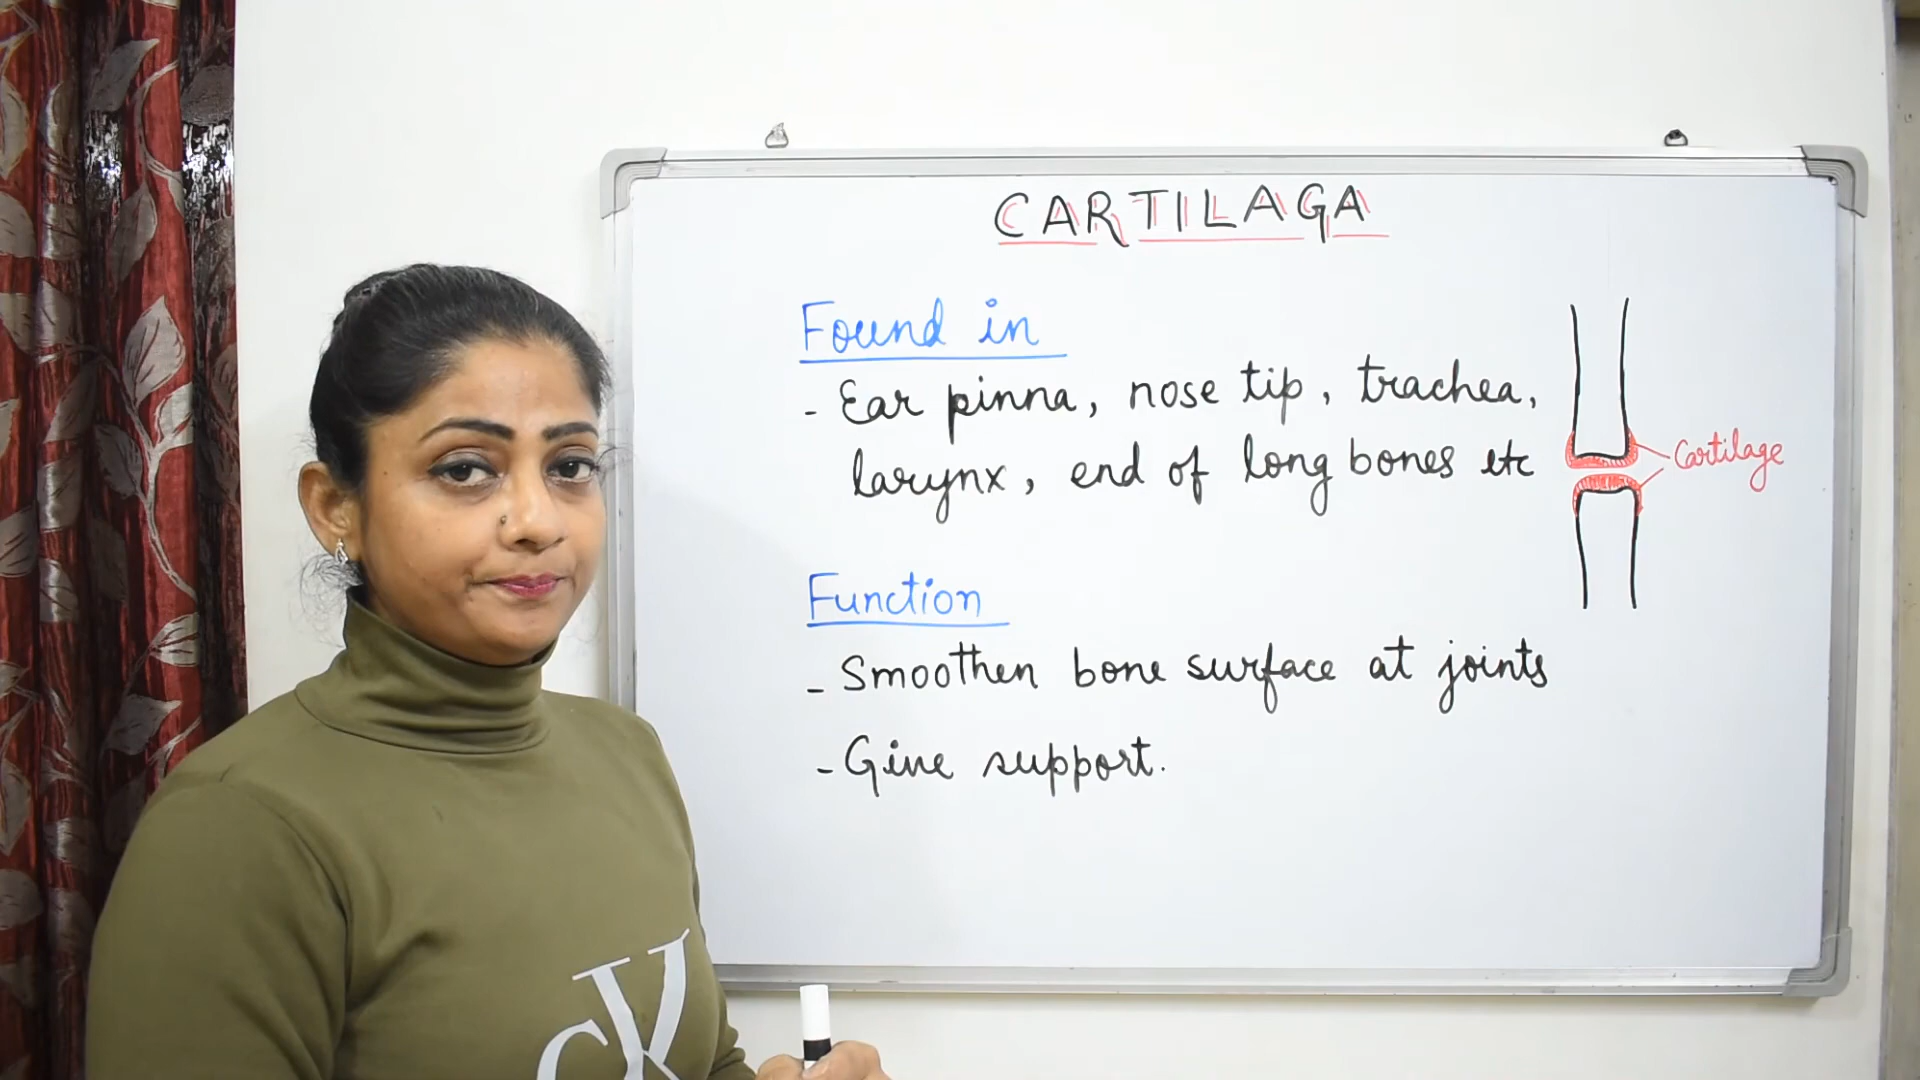 CARTILAGA
Found in
- Ear pinna, nose tip, trachea,
larynx, end of long bones etc
Cartilage
Function
- Smoothen bone surface at joints
- Give support.
CK